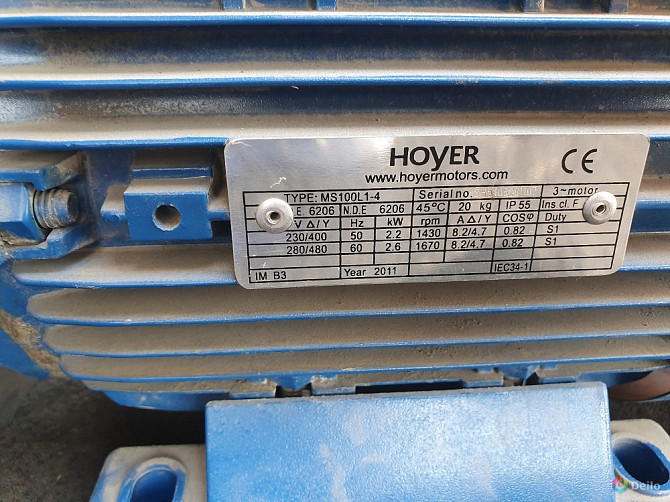 HOYER
www.hoyermotors.com
CE
TYPE: MS100L1-4 Serial no. 3~motor
E. 6206 N.D.E 6206 45°C 20 kg IP 55 Ins cl. F
V Δ/Y Hz kW rpm A Δ/Y COSφ Duty
230/400 50 2.2 1430 8.2/4.7 0.82 S1
280/480 60 2.6 1670 8.2/4.7 0.82 S1
IM B3 Year 2011 IEC34-1
Deilo